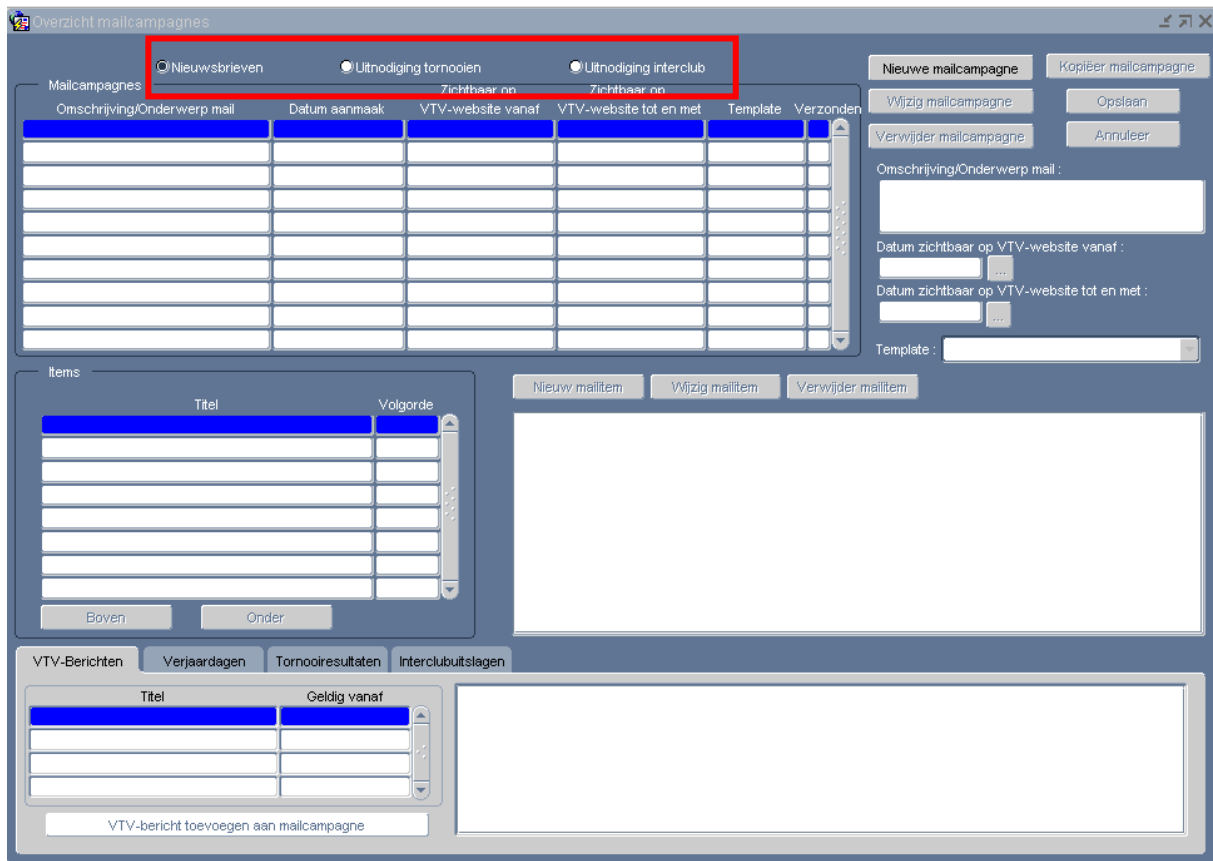 Overzicht mailcampagnes
Nieuwsbrieven Uitnodiging tornooien Uitnodiging interclub
Nieuwe mailcampagne Kopiëer mailcampagne
Mailcampagnes
Zichtbaar op Zichtbaar op
Omschrijving/Onderwerp mail Datum aanmaak VTV-website vanaf VTV-website tot en met Template Verzonden
Wijzig mailcampagne Opslaan
Verwijder mailcampagne Annuleer
Omschrijving/Onderwerp mail :
Datum zichtbaar op VTV-website vanaf :
...
Datum zichtbaar op VTV-website tot en met :
...
Template :
Items
Titel Volgorde
Nieuw mailitem Wijzig mailitem Verwijder mailitem
Boven Onder
VTV-Berichten Verjaardagen Tornooiresultaten Interclubuitslagen
Titel Geldig vanaf
VTV-bericht toevoegen aan mailcampagne